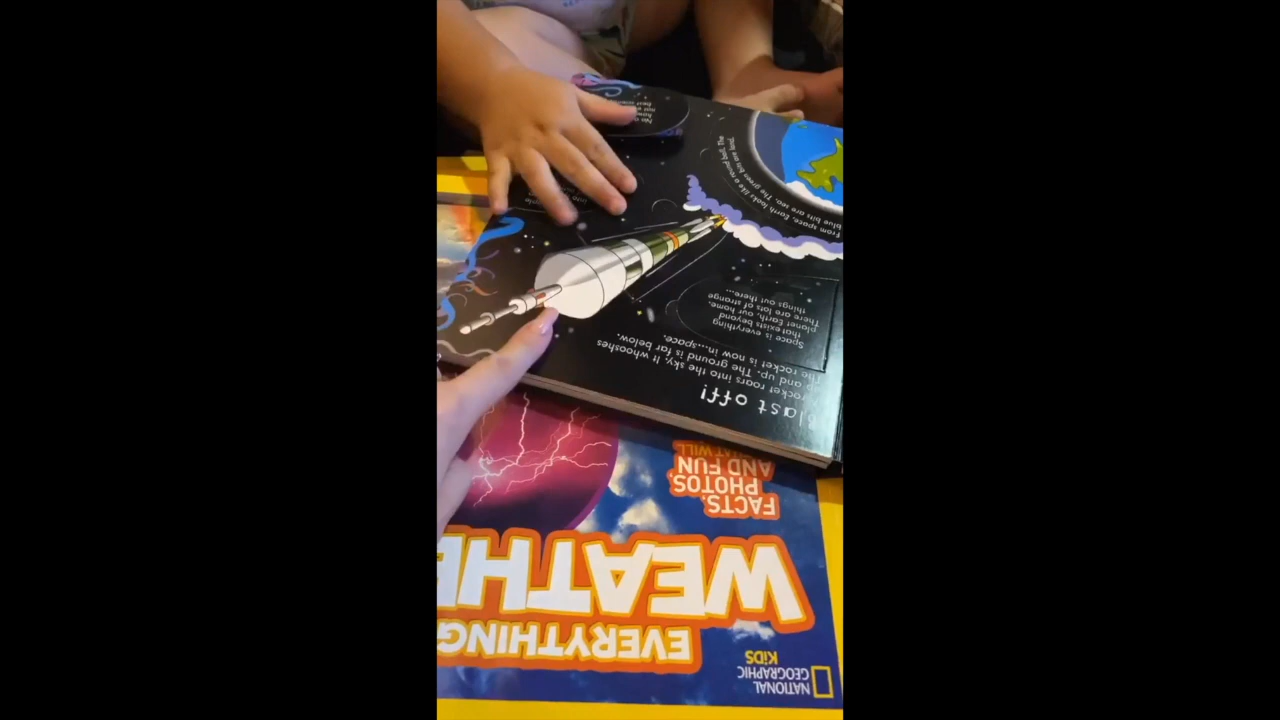 Blast off!
rocket roars into the sky. It whooshes
up and up. The ground is far below.
The rocket is now in...space.
Space is everything
that exists beyond
planet Earth, our home.
There are lots of strange
things out there...
From space, Earth looks like a round ball. The
blue bits are sea. The green bits are land.
into
NATIONAL
GEOGRAPHIC
KiDS
EVERYTHING
WEATHE
FACTS,
PHOTOS,
AND FUN